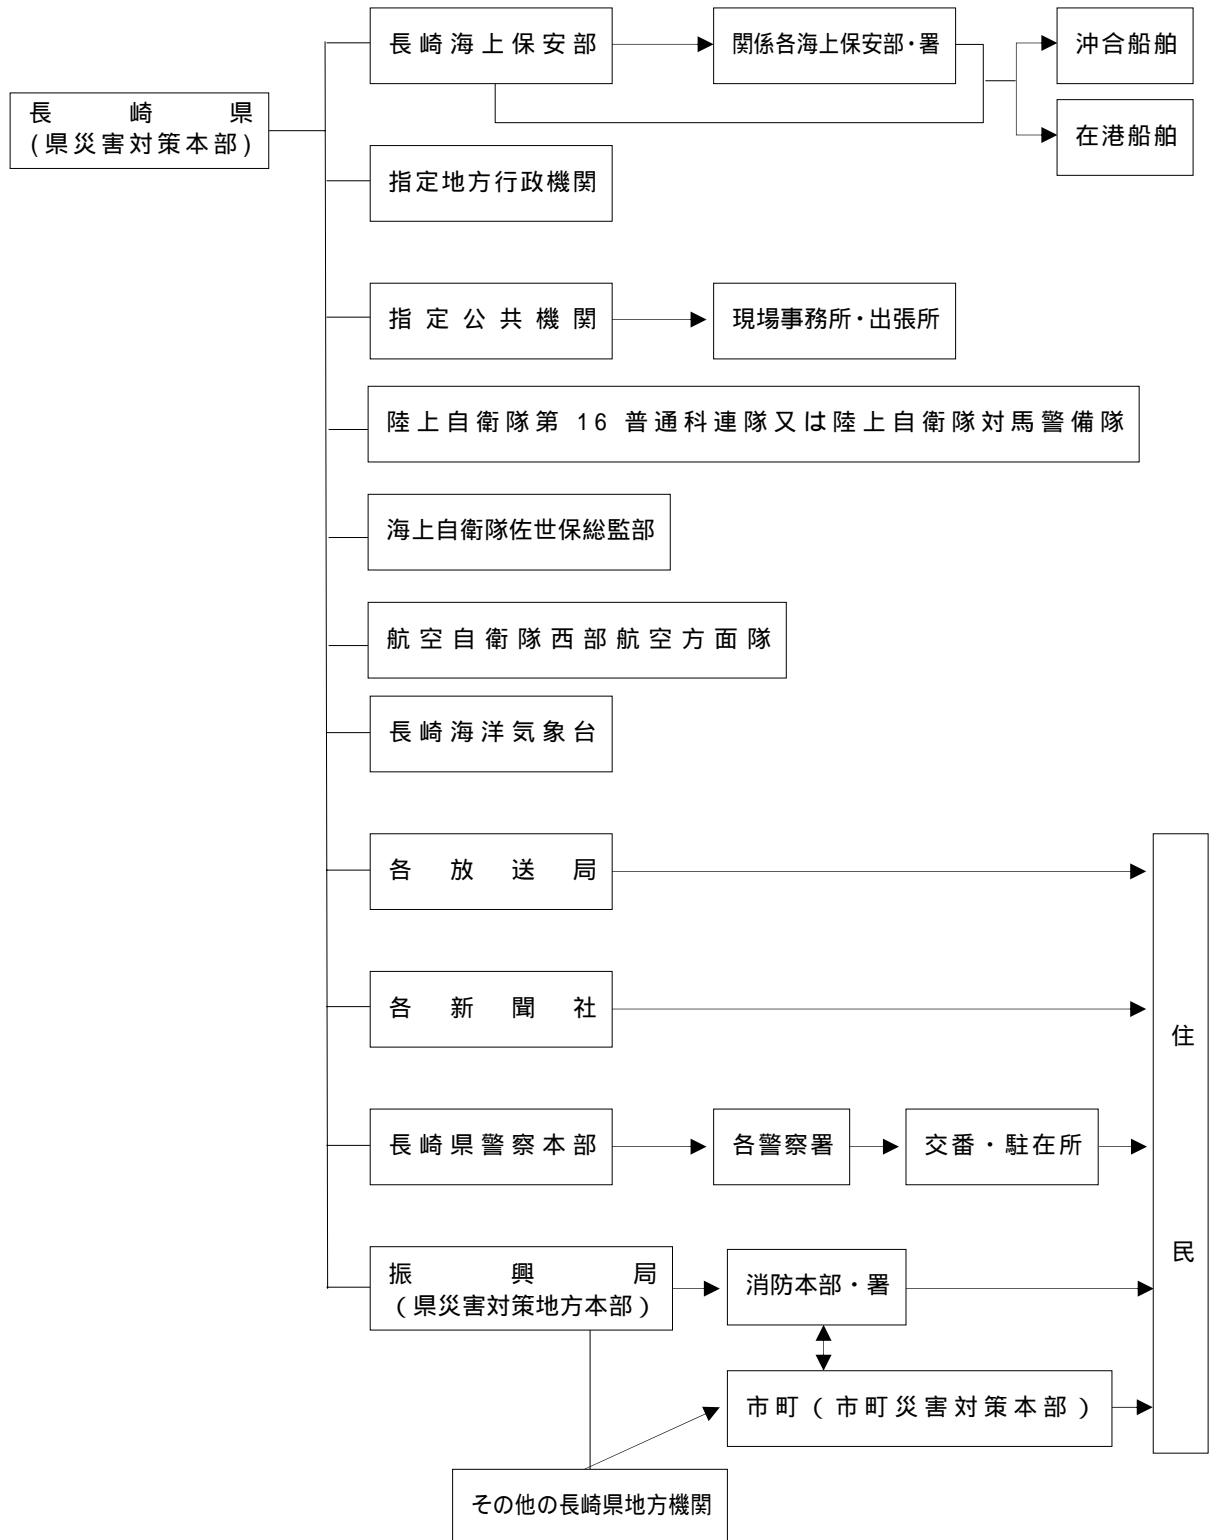 長崎海上保安部
関係各海上保安部・署
沖合船舶
長崎県
(県災害対策本部)
在港船舶
指定地方行政機関
指定公共機関
現場事務所・出張所
陸上自衛隊第 16 普通科連隊又は陸上自衛隊対馬警備隊
海上自衛隊佐世保総監部
航空自衛隊西部航空方面隊
長崎海洋気象台
各放送局
各新聞社
住民
長崎県警察本部
各警察署
交番・駐在所
振興局
(県災害対策地方本部)
消防本部・署
市町(市町災害対策本部)
その他の長崎県地方機関